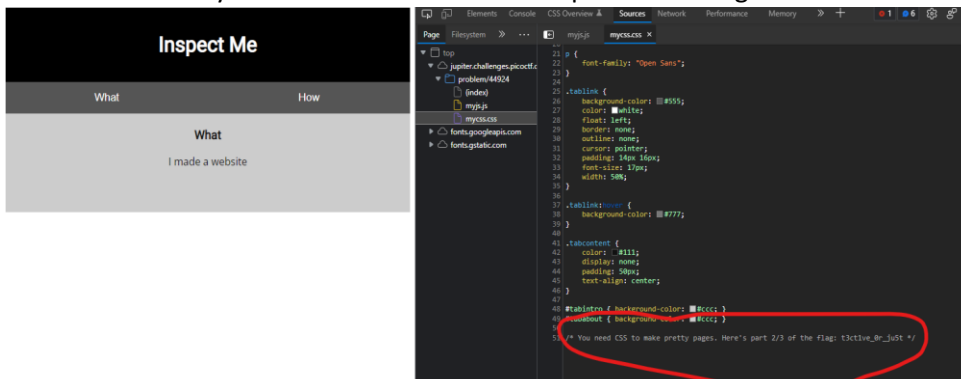 Inspect Me
What How
What
I made a website
Elements Console CSS Overview Sources Network Performance Memory » + 1 6
Page Filesystem » ... myjs.js mycss.css ×
top
jupiter.challenges.picoctf.c
problem/44924
(index)
myjs.js
mycss.css
fonts.googleapis.com
fonts.gstatic.com
21 p {
22 font-family: "Open Sans";
23 }
24
25 .tablink {
26 background-color: #555;
27 color: white;
28 float: left;
29 border: none;
30 outline: none;
31 cursor: pointer;
32 padding: 14px 16px;
33 font-size: 17px;
34 width: 50%;
35 }
36
37 .tablink:hover {
38 background-color: #777;
39 }
40
41 .tabcontent {
42 color: #111;
43 display: none;
44 padding: 50px;
45 text-align: center;
46 }
47
48 #tabintro { background-color: #ccc; }
49 #tababout { background-color: #ccc; }
50
51 /* You need CSS to make pretty pages. Here's part 2/3 of the flag: t3ct1ve_0r_ju5t */